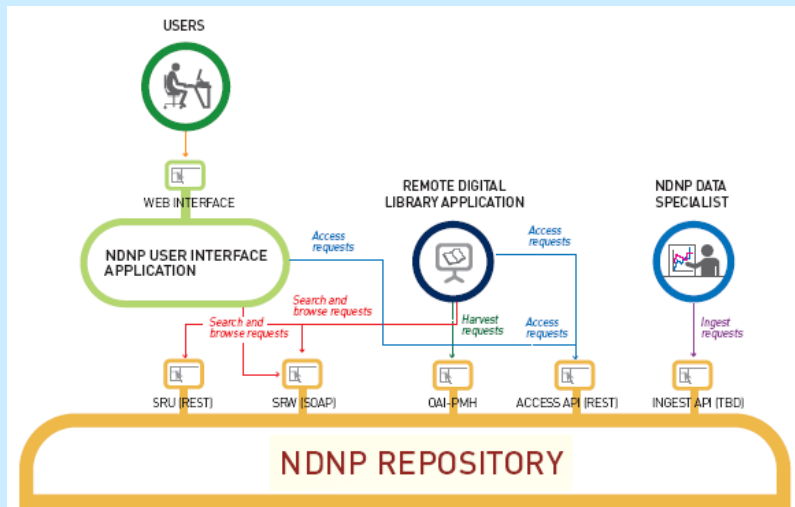 USERS
WEB INTERFACE
NDNP USER INTERFACE
APPLICATION
REMOTE DIGITAL
LIBRARY APPLICATION
NDNP DATA
SPECIALIST
Access
requests
Access
requests
Search and
browse requests
Search and
browse requests
Harvest
requests
Access
requests
Ingest
requests
SRU (REST)
SRW (SOAP)
OAI-PMH
ACCESS API (REST)
INGEST API (TBD)
NDNP REPOSITORY